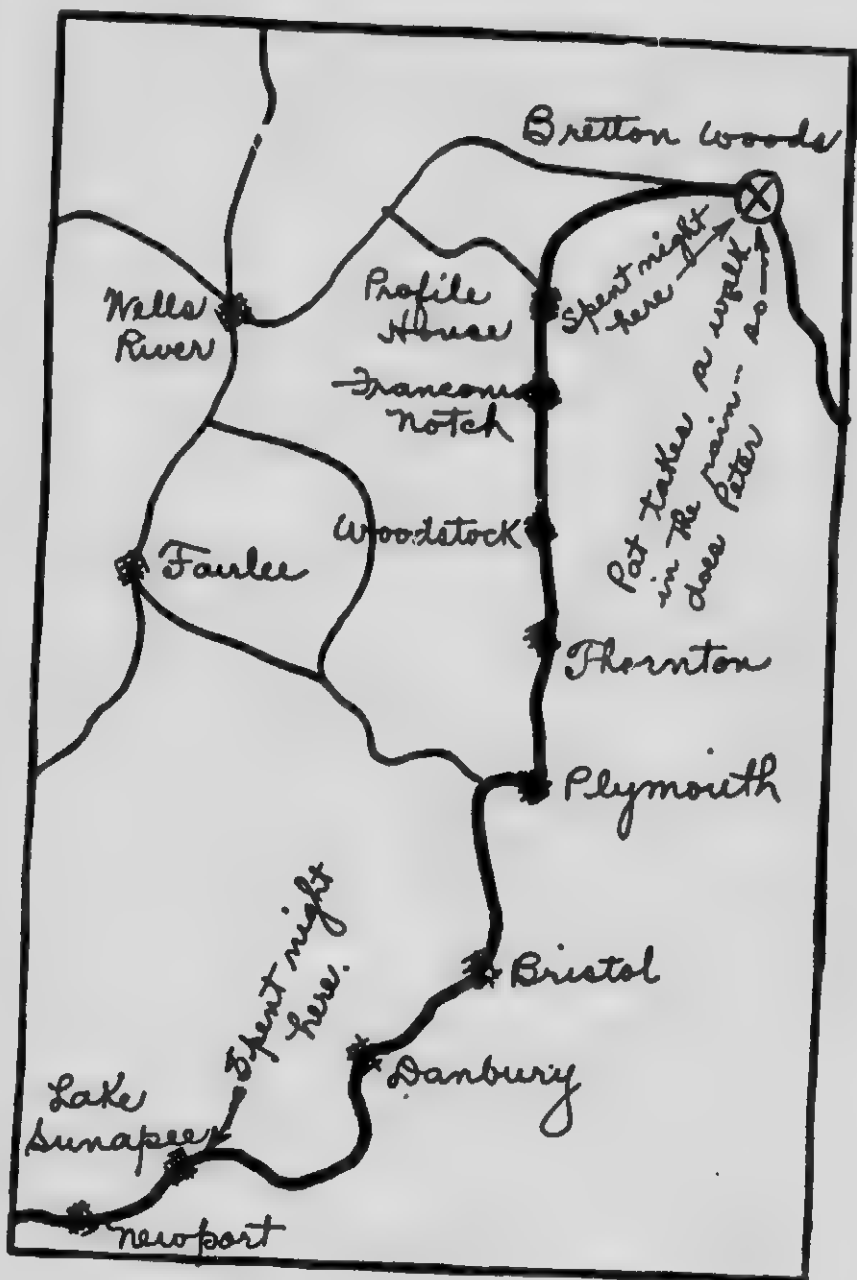 Bretton Woods
Spent night
here
Pat takes a walk
in the rain-- so
does Peter
Wells
River
Profile
House
Franconia
Notch
Woodstock
Fairlee
Thornton
Plymouth
Spent night
here.
Bristol
Danbury
Lake
Sunapee
Newport